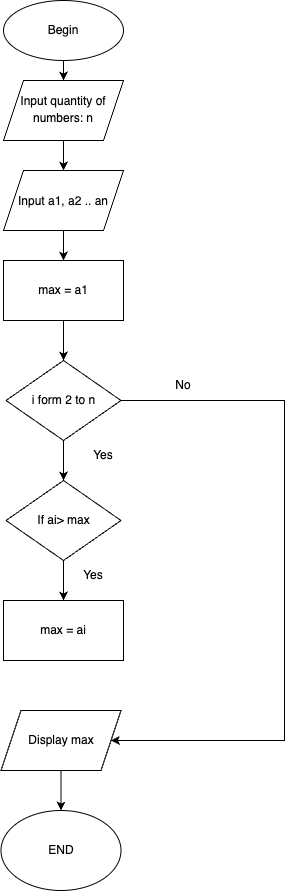 Begin
Input quantity of
numbers: n
Input a1, a2 .. an
max = a1
i form 2 to n
No
Yes
If ai> max
Yes
max = ai
Display max
END